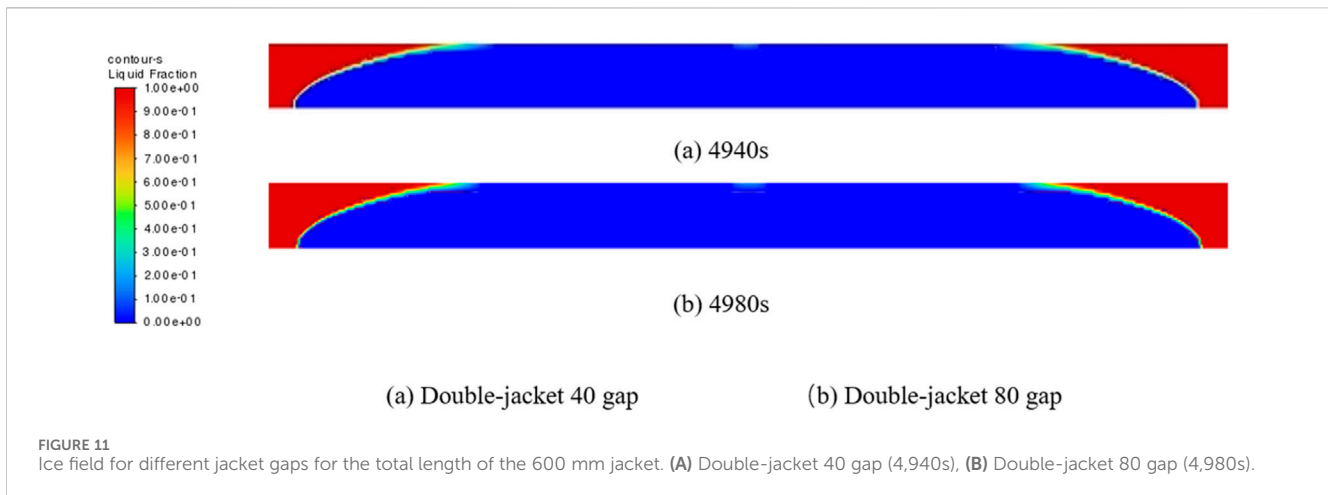 contour-s
Liquid Fraction
1.00e+00
9.00e-01
8.00e-01
7.00e-01
6.00e-01
5.00e-01
4.00e-01
3.00e-01
2.00e-01
1.00e-01
0.00e+00
(a) 4940s
(b) 4980s
(a) Double-jacket 40 gap (b) Double-jacket 80 gap
FIGURE 11
Ice field for different jacket gaps for the total length of the 600 mm jacket. (A) Double-jacket 40 gap (4,940s), (B) Double-jacket 80 gap (4,980s).